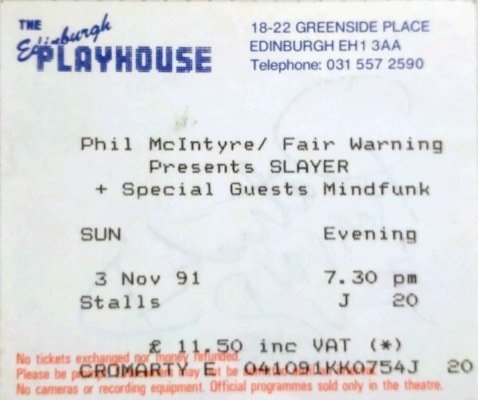 THE
Edinburgh
PLAYHOUSE
18-22 GREENSIDE PLACE
EDINBURGH EH1 3AA
Telephone: 031 557 2590
Phil McIntyre/ Fair Warning
Presents SLAYER
+ Special Guests Mindfunk
SUN Evening
3 Nov 91 7.30 pm
Stalls J 20
£ 11.50 inc VAT (*)
No tickets exchanged nor money refunded.
Please be
CROMARTY E 041091KK0754J 20
No cameras or recording equipment. Official programmes sold only in the theatre.